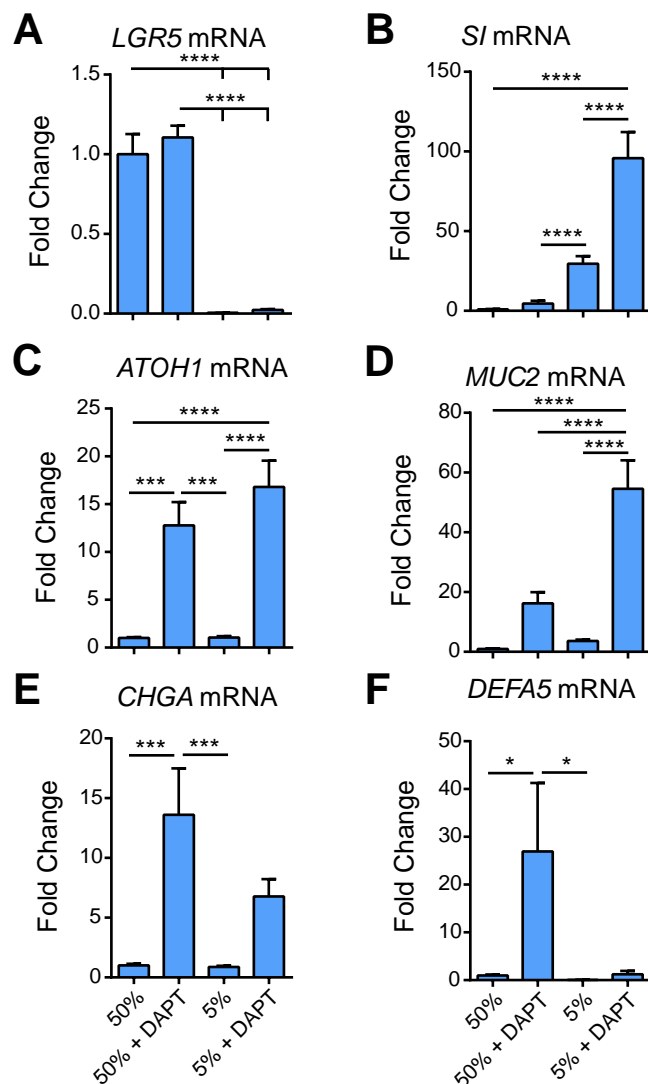 A
LGR5 mRNA
****
****
Fold Change
1.5
1.0
0.5
0.0
B
SI mRNA
****
****
****
Fold Change
150
100
50
0
C
ATOH1 mRNA
****
****
***
***
Fold Change
25
20
15
10
5
0
D
MUC2 mRNA
****
****
****
Fold Change
80
60
40
20
0
E
CHGA mRNA
***
***
Fold Change
20
15
10
5
0
50%
50% + DAPT
5%
5% + DAPT
F
DEFA5 mRNA
*
*
Fold Change
50
40
30
20
10
0
50%
50% + DAPT
5%
5% + DAPT